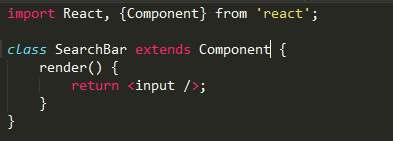 import React, {Component} from 'react';
class SearchBar extends Component {
    render() {
        return <input />;
    }
}